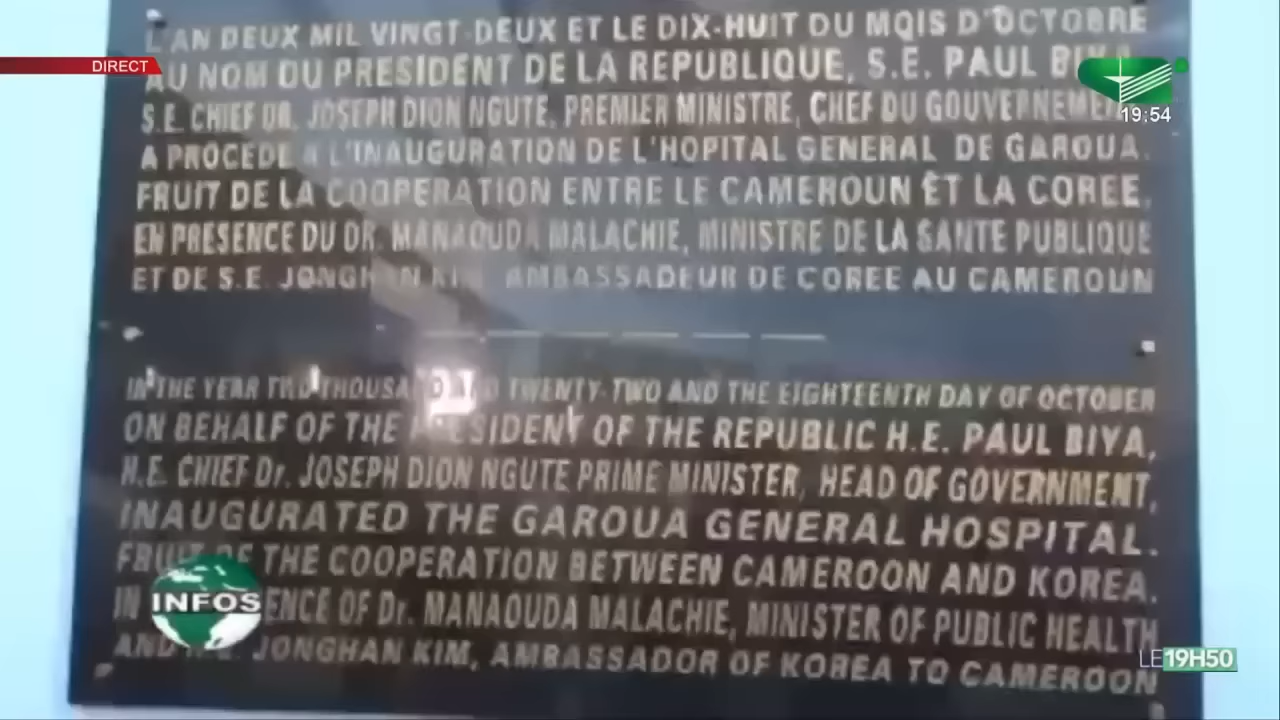 L'AN DEUX MIL VINGT-DEUX ET LE DIX-HUIT DU MOIS D'OCTOBRE
DIRECT
AU NOM DU PRESIDENT DE LA REPUBLIQUE, S.E. PAUL
19:54
S.E. CHIEF DR. JOSEPH DION NGUTE, PREMIER MINISTRE, CHEF DU
A PROCEDE A L'INAUGURATION DE L'HOPITAL GENERAL DE GAROUA.
FRUIT DE LA COOPERATION ENTRE LE CAMEROUN ET LA COREE,
EN PRESENCE DU DR. MANAOUDA MALACHIE, MINISTRE DE LA SANTE PUBLIQUE
ET DE S.E. JONGHAN KIM, AMBASSADEUR DE COREE AU CAMEROUN
IN THE YEAR TWO THOUSAND TWENTY-TWO AND THE EIGHTEENTH DAY OF OCTOBER
ON BEHALF OF THE PRESIDENT OF THE REPUBLIC H.E. PAUL BIYA,
H.E. CHIEF Dr. JOSEPH DION NGUTE PRIME MINISTER, HEAD OF GOVERNMENT,
INAUGURATED THE GAROUA GENERAL HOSPITAL.
FRUIT OF THE COOPERATION BETWEEN CAMEROON AND KOREA.
IN OF Dr. MANAOUDA MALACHIE, MINISTER OF PUBLIC HEALTH
AND JONGHAN KIM, AMBASSADOR OF KOREA TO CAMEROON
INFOS
LE19H50